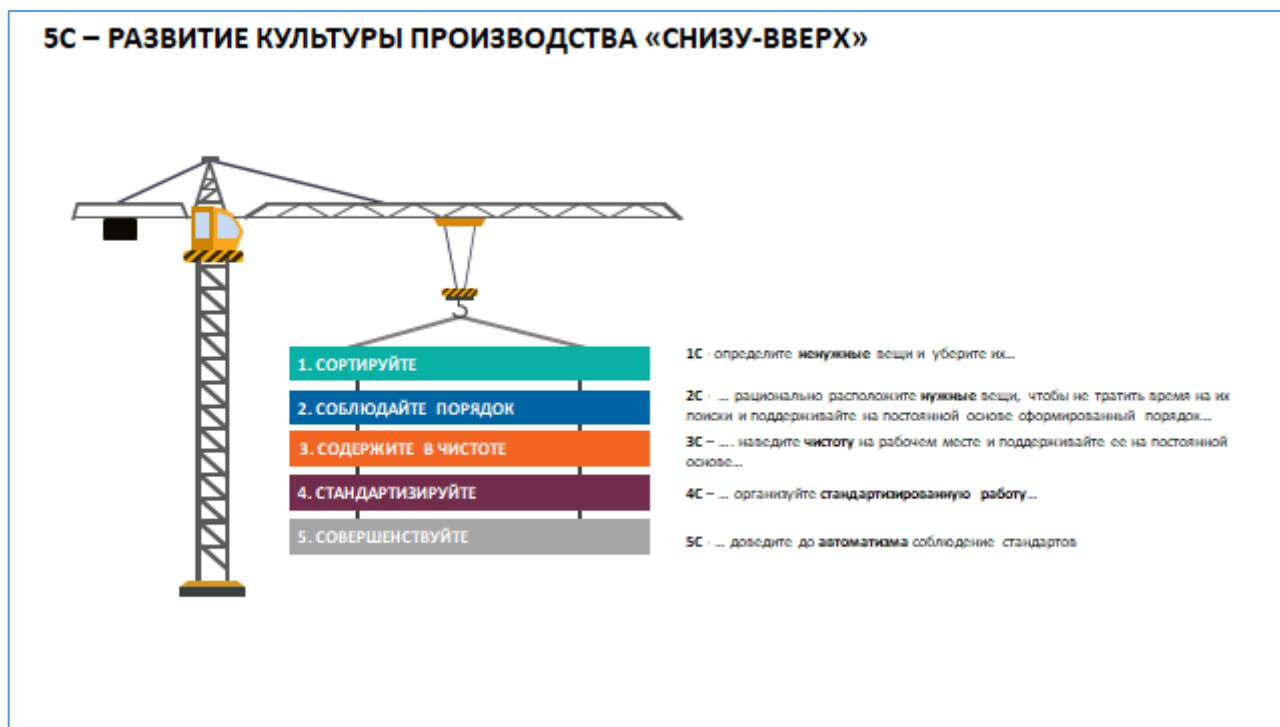 5С – РАЗВИТИЕ КУЛЬТУРЫ ПРОИЗВОДСТВА «СНИЗУ-ВВЕРХ»
1. СОРТИРУЙТЕ
1С - определите ненужные вещи и уберите их...
2. СОБЛЮДАЙТЕ ПОРЯДОК
2С - ... рационально расположите нужные вещи, чтобы не тратить время на их
поиски и поддерживайте на постоянной основе сформированный порядок...
3. СОДЕРЖИТЕ В ЧИСТОТЕ
3С – .... наведите чистоту на рабочем месте и поддерживайте ее на постоянной
основе...
4. СТАНДАРТИЗИРУЙТЕ
4С – ... организуйте стандартизированную работу...
5. СОВЕРШЕНСТВУЙТЕ
5С - ... доведите до автоматизма соблюдение стандартов